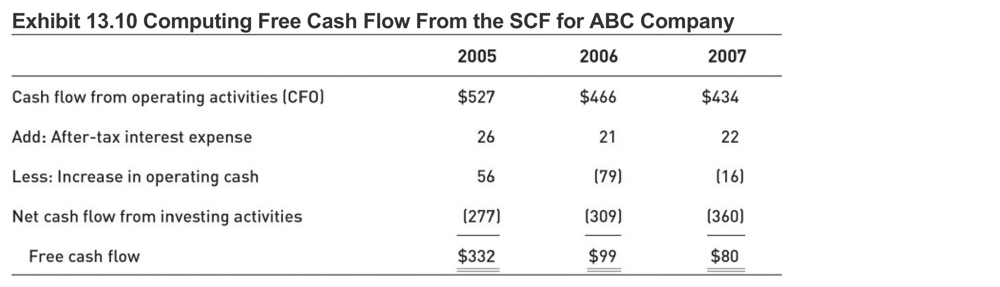 Exhibit 13.10 Computing Free Cash Flow From the SCF for ABC Company
2005 2006 2007
Cash flow from operating activities (CFO) $527 $466 $434
Add: After-tax interest expense 26 21 22
Less: Increase in operating cash 56 (79) (16)
Net cash flow from investing activities (277) (309) (360)
Free cash flow $332 $99 $80